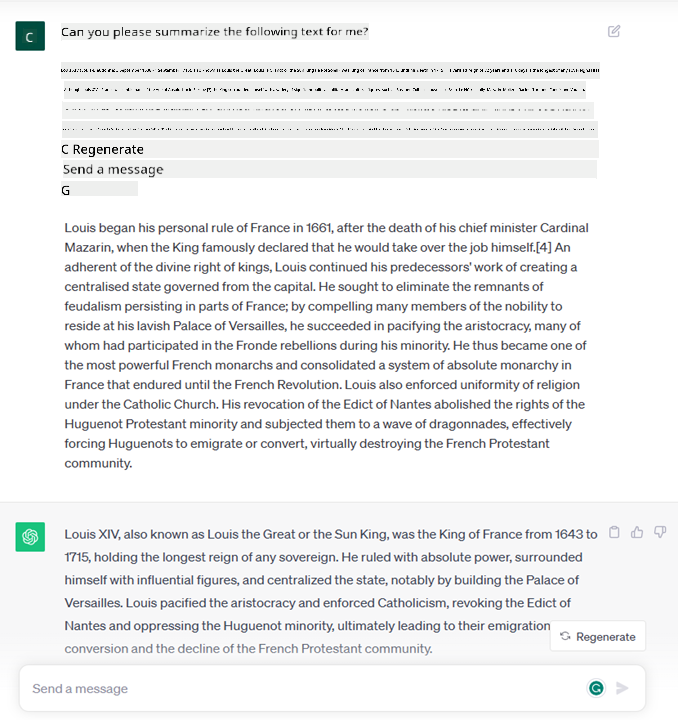 C
Can you please summarize the following text for me?
C Regenerate
Send a message
G
Louis began his personal rule of France in 1661, after the death of his chief minister Cardinal
Mazarin, when the King famously declared that he would take over the job himself.[4] An
adherent of the divine right of kings, Louis continued his predecessors' work of creating a
centralised state governed from the capital. He sought to eliminate the remnants of
feudalism persisting in parts of France; by compelling many members of the nobility to
reside at his lavish Palace of Versailles, he succeeded in pacifying the aristocracy, many of
whom had participated in the Fronde rebellions during his minority. He thus became one of
the most powerful French monarchs and consolidated a system of absolute monarchy in
France that endured until the French Revolution. Louis also enforced uniformity of religion
under the Catholic Church. His revocation of the Edict of Nantes abolished the rights of the
Huguenot Protestant minority and subjected them to a wave of dragonnades, effectively
forcing Huguenots to emigrate or convert, virtually destroying the French Protestant
community.
Louis XIV, also known as Louis the Great or the Sun King, was the King of France from 1643 to
1715, holding the longest reign of any sovereign. He ruled with absolute power, surrounded
himself with influential figures, and centralized the state, notably by building the Palace of
Versailles. Louis pacified the aristocracy and enforced Catholicism, revoking the Edict of
Nantes and oppressing the Huguenot minority, ultimately leading to their emigration
Regenerate
conversion and the decline of the French Protestant community.
Send a message